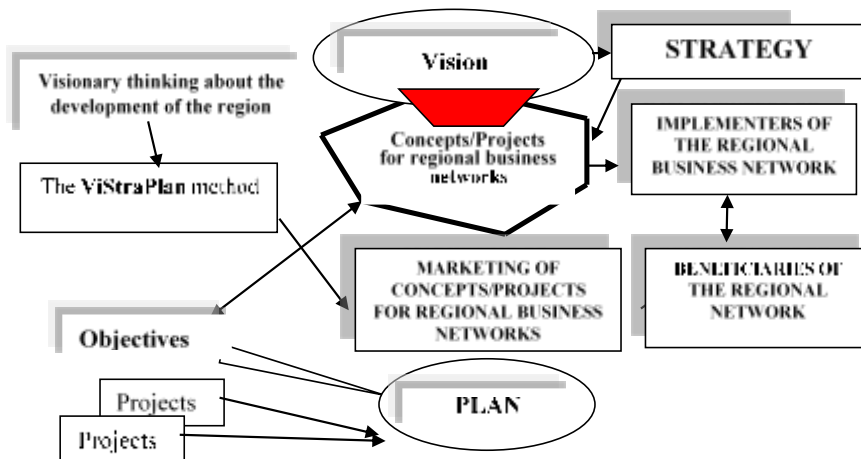 Vision
STRATEGY
Visionary thinking about the
development of the region
Concepts/Projects
for regional business
networks
IMPLEMENTERS OF
THE REGIONAL
BUSINESS NETWORK
The ViStraPlan method
MARKETING OF
CONCEPTS/PROJECTS
FOR REGIONAL BUSINESS
NETWORKS
BENEFICIARIES OF
THE REGIONAL
NETWORK
Objectives
Projects
PLAN
Projects